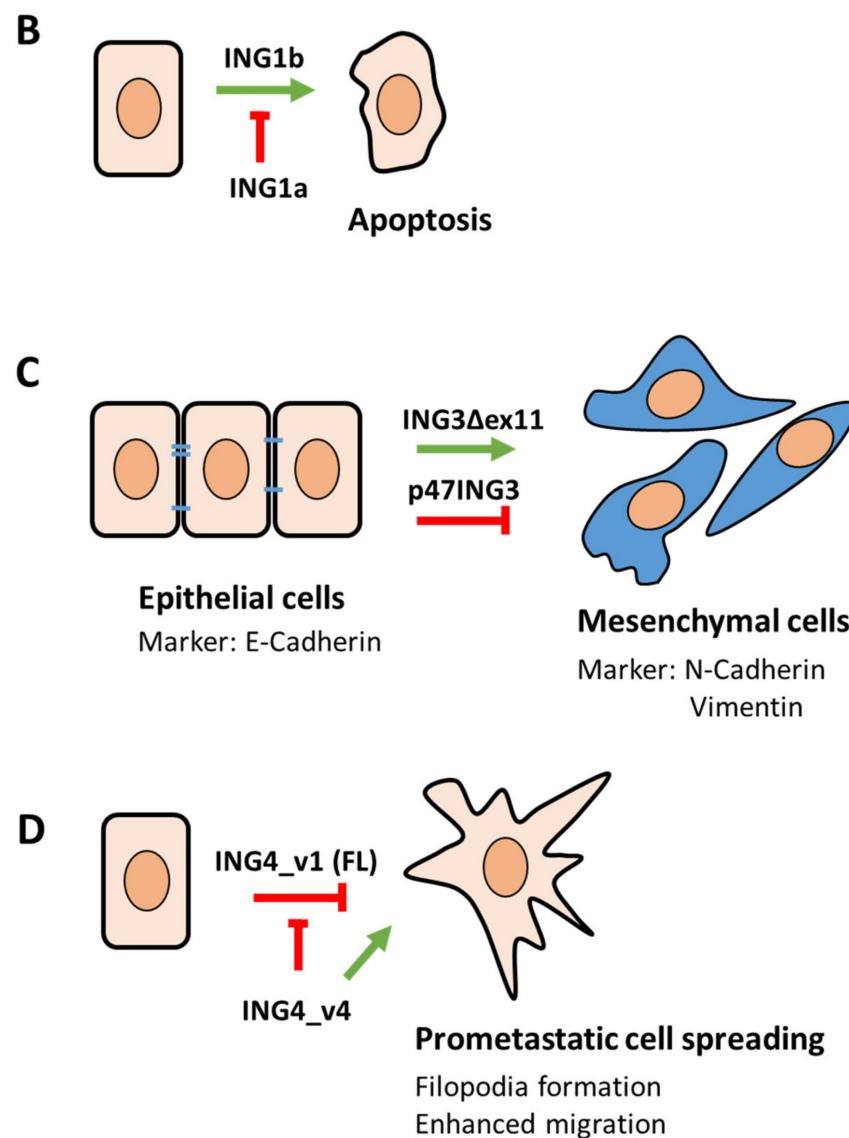 B
ING1b
ING1a
Apoptosis
C
ING3Δex11
p47ING3
Epithelial cells
Marker: E-Cadherin
Mesenchymal cells
Marker: N-Cadherin
Vimentin
D
ING4_v1 (FL)
ING4_v4
Prometastatic cell spreading
Filopodia formation
Enhanced migration